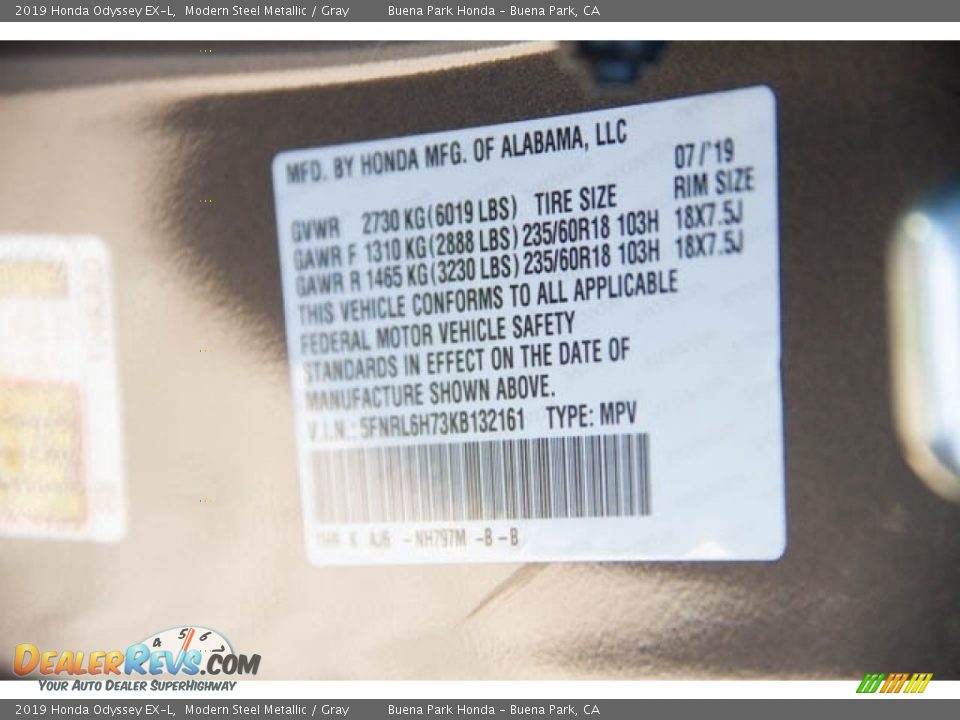 2019 Honda Odyssey EX-L, Modern Steel Metallic / Gray Buena Park Honda - Buena Park, CA
MFD. BY HONDA MFG. OF ALABAMA, LLC 07/'19
GVWR 2730 KG(6019 LBS) TIRE SIZE RIM SIZE
GAWR F 1310 KG(2888 LBS) 235/60R18 103H 18X7.5J
GAWR R 1465 KG(3230 LBS) 235/60R18 103H 18X7.5J
THIS VEHICLE CONFORMS TO ALL APPLICABLE
FEDERAL MOTOR VEHICLE SAFETY
STANDARDS IN EFFECT ON THE DATE OF
MANUFACTURE SHOWN ABOVE.
V.I.N.: 5FNRL6H73KB132161 TYPE: MPV
K AJ6 -NH797M -B-B
4 5 6
DealerRevs.com
Your Auto Dealer SuperHighway
2019 Honda Odyssey EX-L, Modern Steel Metallic / Gray Buena Park Honda - Buena Park, CA